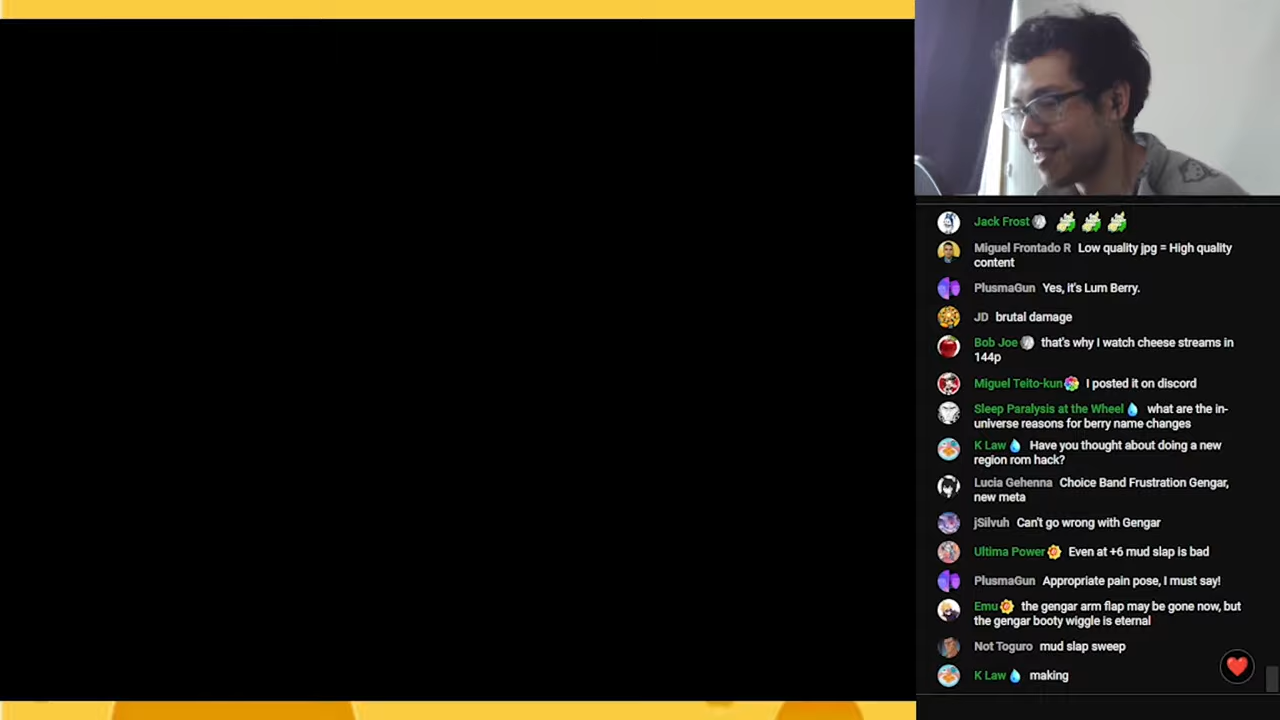 Jack Frost
Miguel Frontado R Low quality jpg = High quality
content
PlusmaGun Yes, it's Lum Berry.
JD brutal damage
Bob Joe that's why I watch cheese streams in
144p
Miguel Teito-kun I posted it on discord
Sleep Paralysis at the Wheel what are the in-
universe reasons for berry name changes
K Law Have you thought about doing a new
region rom hack?
Lucia Gehenna Choice Band Frustration Gengar,
new meta
jSilvuh Can't go wrong with Gengar
Ultima Power Even at +6 mud slap is bad
PlusmaGun Appropriate pain pose, I must say!
Emu the gengar arm flap may be gone now, but
the gengar booty wiggle is eternal
Not Toguro mud slap sweep
K Law making